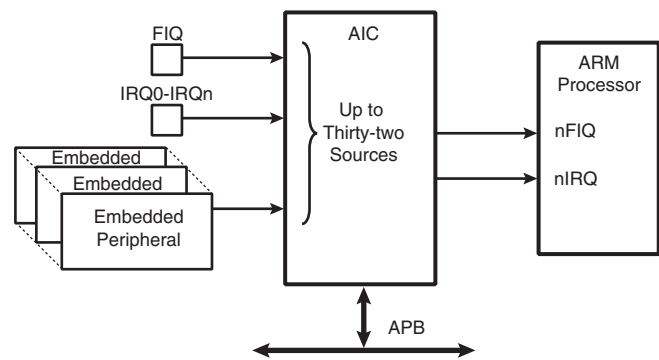 FIQ
IRQ0-IRQn
Embedded
Embedded
Embedded
Peripheral
AIC
Up to
Thirty-two
Sources
ARM
Processor
nFIQ
nIRQ
APB